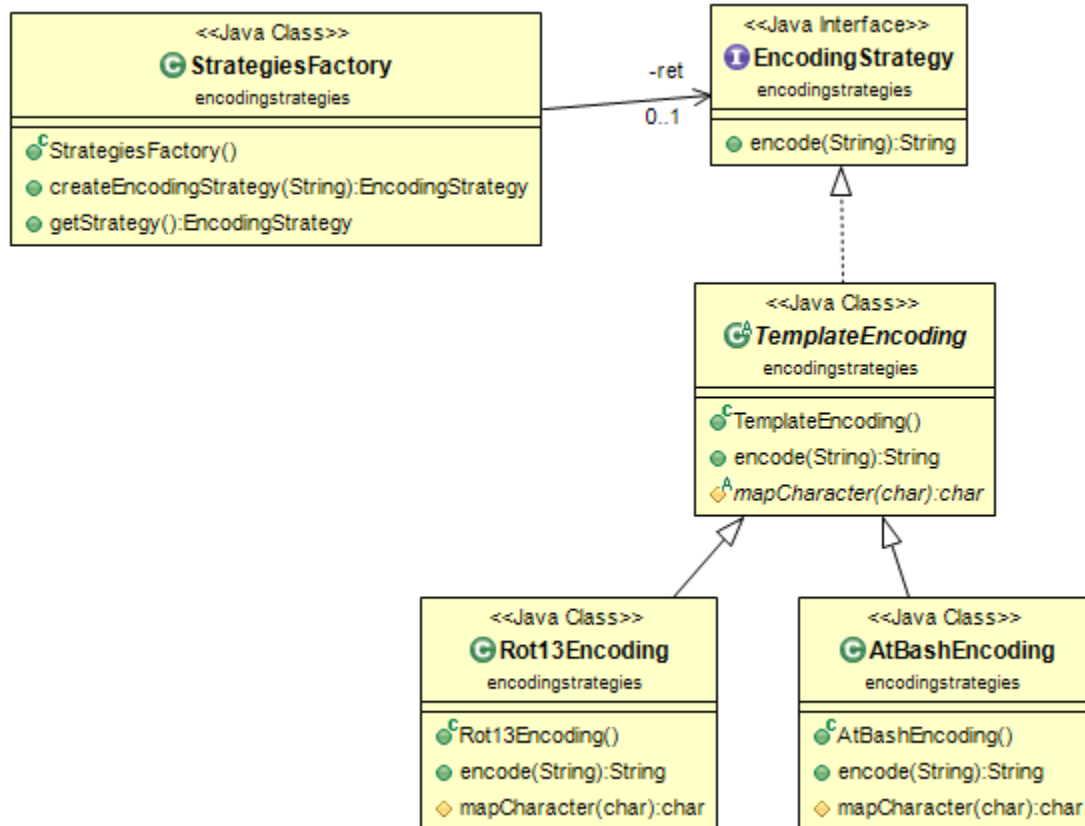 <<Java Class>>
StrategiesFactory
encodingstrategies
StrategiesFactory()
createEncodingStrategy(String):EncodingStrategy
getStrategy():EncodingStrategy
-ret
0..1
<<Java Interface>>
EncodingStrategy
encodingstrategies
encode(String):String
<<Java Class>>
TemplateEncoding
encodingstrategies
TemplateEncoding()
encode(String):String
mapCharacter(char):char
<<Java Class>>
Rot13Encoding
encodingstrategies
Rot13Encoding()
encode(String):String
mapCharacter(char):char
<<Java Class>>
AtBashEncoding
encodingstrategies
AtBashEncoding()
encode(String):String
mapCharacter(char):char